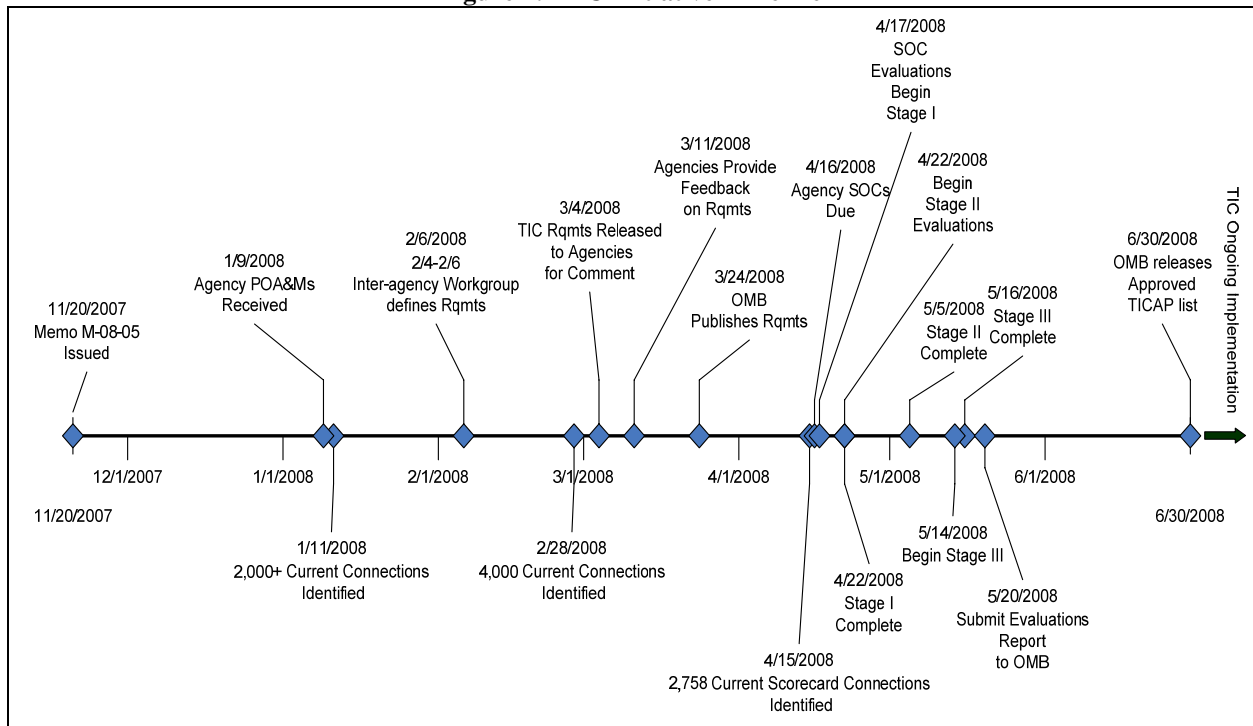 4/17/2008
SOC
Evaluations
Begin
Stage I
3/11/2008
Agencies Provide
Feedback
on Rqmts
4/16/2008
Agency SOCs
Due
4/22/2008
Begin
Stage II
Evaluations
3/4/2008
TIC Rqmts Released
to Agencies
for Comment
2/6/2008
2/4-2/6
Inter-agency Workgroup
defines Rqmts
1/9/2008
Agency POA&Ms
Received
11/20/2007
Memo M-08-05
Issued
3/24/2008
OMB
Publishes Rqmts
5/5/2008
Stage II
Complete
5/16/2008
Stage III
Complete
6/30/2008
OMB releases
Approved
TICAP list
TIC Ongoing Implementation
12/1/2007
1/1/2008
2/1/2008
3/1/2008
4/1/2008
5/1/2008
6/1/2008
11/20/2007
6/30/2008
1/11/2008
2,000+ Current Connections
Identified
2/28/2008
4,000 Current Connections
Identified
4/15/2008
2,758 Current Scorecard Connections
Identified
4/22/2008
Stage I
Complete
5/14/2008
Begin Stage III
5/20/2008
Submit Evaluations
Report
to OMB